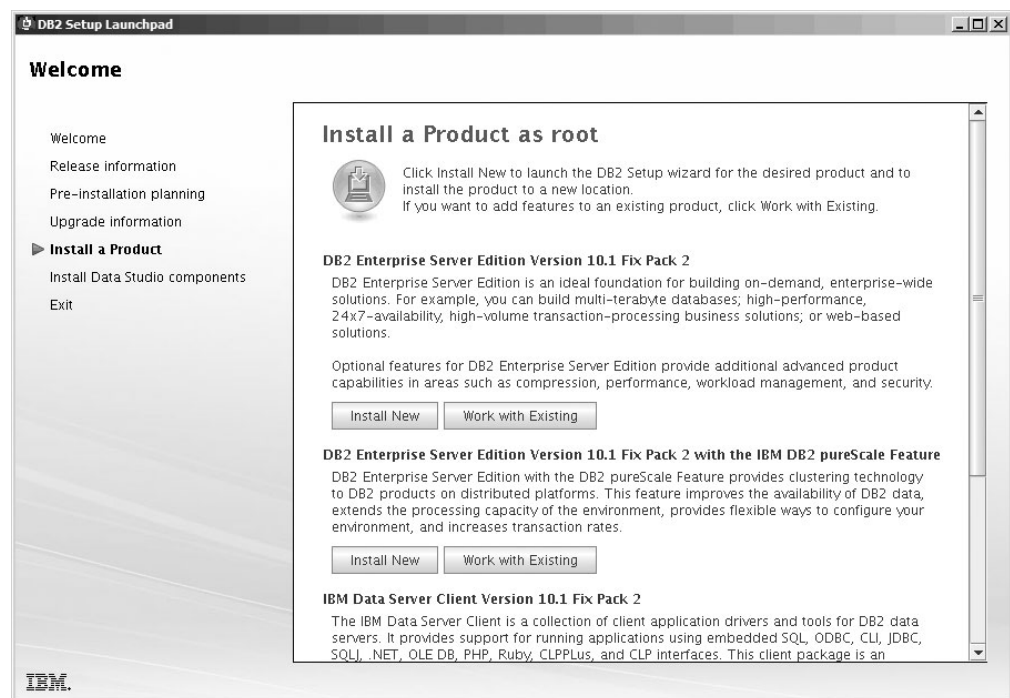 DB2 Setup Launchpad
Welcome
Welcome
Release information
Pre-installation planning
Upgrade information
Install a Product
Install Data Studio components
Exit
Install a Product as root
Click Install New to launch the DB2 Setup wizard for the desired product and to
install the product to a new location.
If you want to add features to an existing product, click Work with Existing.
DB2 Enterprise Server Edition Version 10.1 Fix Pack 2
DB2 Enterprise Server Edition is an ideal foundation for building on-demand, enterprise-wide
solutions. For example, you can build multi-terabyte databases; high-performance,
24x7-availability, high-volume transaction-processing business solutions; or web-based
solutions.
Optional features for DB2 Enterprise Server Edition provide additional advanced product
capabilities in areas such as compression, performance, workload management, and security.
Install New Work with Existing
DB2 Enterprise Server Edition Version 10.1 Fix Pack 2 with the IBM DB2 pureScale Feature
DB2 Enterprise Server Edition with the DB2 pureScale Feature provides clustering technology
to DB2 products on distributed platforms. This feature improves the availability of DB2 data,
extends the processing capacity of the environment, provides flexible ways to configure your
environment, and increases transaction rates.
Install New Work with Existing
IBM Data Server Client Version 10.1 Fix Pack 2
The IBM Data Server Client is a collection of client application drivers and tools for DB2 data
servers. It provides support for running applications using embedded SQL, ODBC, CLI, JDBC,
SQLJ, .NET, OLE DB, PHP, Ruby, CLPPLus, and CLP interfaces. This client package is an
IBM.